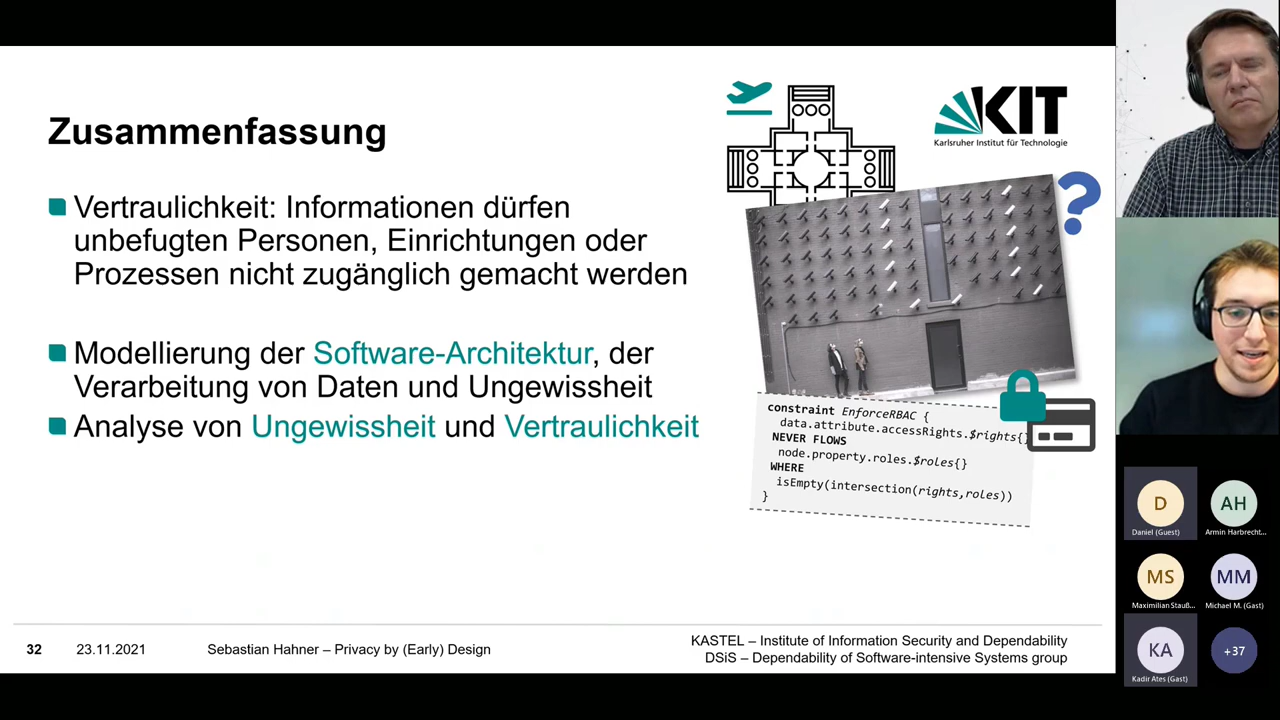 Zusammenfassung
KIT
Karlsruher Institut für Technologie
Vertraulichkeit: Informationen dürfen
unbefugten Personen, Einrichtungen oder
Prozessen nicht zugänglich gemacht werden
Modellierung der Software-Architektur, der
Verarbeitung von Daten und Ungewissheit
Analyse von Ungewissheit und Vertraulichkeit
?
constraint EnforceRBAC {
data.attribute.accessRights.$rights{}
NEVER FLOWS
node.property.roles.$roles{}
WHERE
isEmpty(intersection(rights,roles))
}
32
23.11.2021
Sebastian Hahner – Privacy by (Early) Design
KASTEL – Institute of Information Security and Dependability
DSiS – Dependability of Software-intensive Systems group
D
Daniel (Guest)
AH
Armin Harbrecht...
MS
Maximilian Stauß...
MM
Michael M. (Gast)
KA
Kadir Ates (Gast)
+37